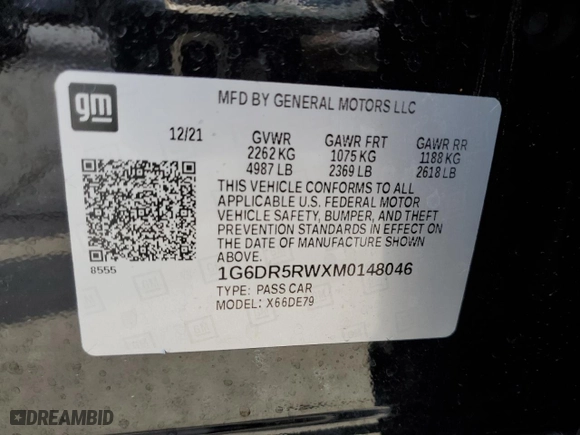 gm
MFD BY GENERAL MOTORS LLC
12/21 GVWR GAWR FRT GAWR RR
2262 KG 1075 KG 1188 KG
4987 LB 2369 LB 2618 LB
THIS VEHICLE CONFORMS TO ALL
APPLICABLE U.S. FEDERAL MOTOR
VEHICLE SAFETY, BUMPER, AND THEFT
PREVENTION STANDARDS IN EFFECT ON
THE DATE OF MANUFACTURE SHOWN
ABOVE.
8555
1G6DR5RWXM0148046
TYPE: PASS CAR
MODEL: X66DE79
DREAMBID